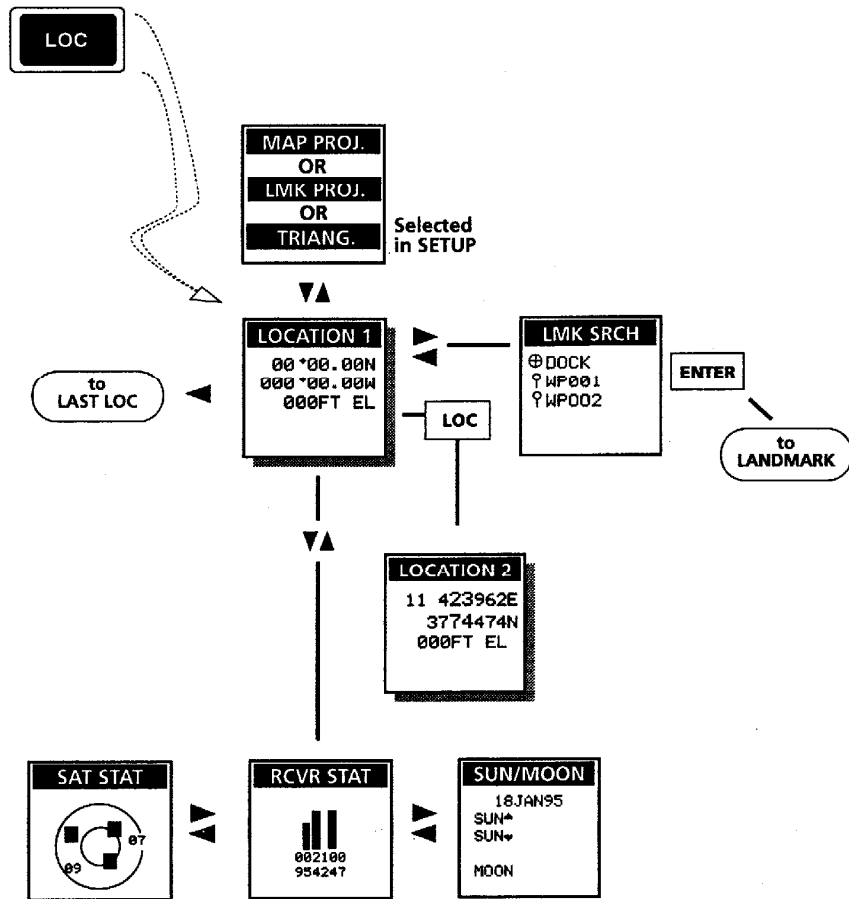 LOC
MAP PROJ.
OR
LMK PROJ.
OR
TRIANG.
Selected
in SETUP
LOCATION 1
00°00.00N
000°00.00W
000FT EL
LMK SRCH
DOCK
WP001
WP002
ENTER
to
LAST LOC
LOC
to
LANDMARK
LOCATION 2
11 423962E
3774474N
000FT EL
SAT STAT
07
09
RCVR STAT
002100
954247
SUN/MOON
18JAN95
SUN
SUN
MOON